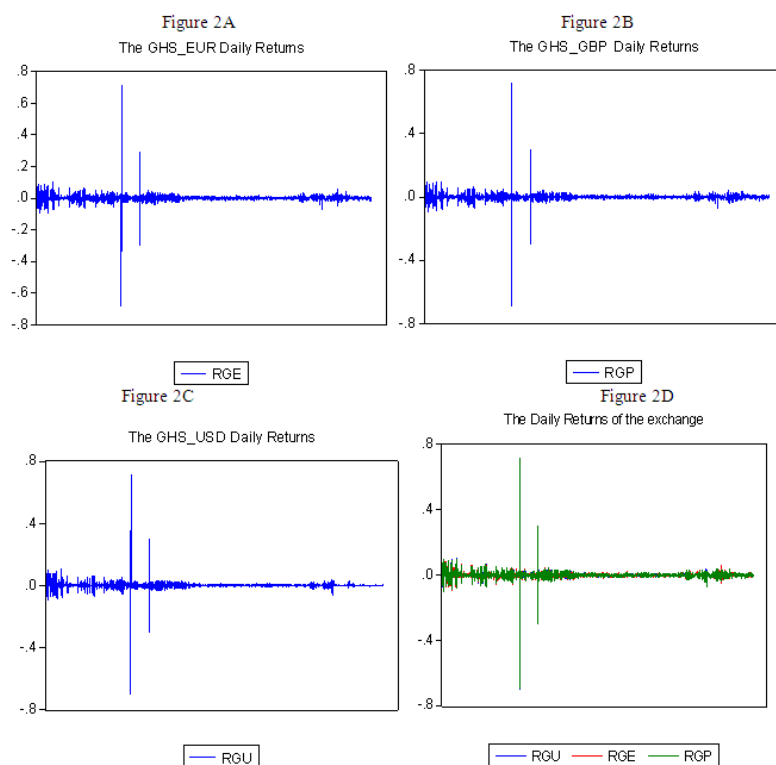 Figure 2A
The GHS_EUR Daily Returns
.8
.6
.4
.2
.0
-.2
-.4
-.6
-.8
RGE
Figure 2B
The GHS_GBP Daily Returns
.8
.4
.0
-.4
-.8
RGP
Figure 2C
The GHS_USD Daily Returns
.8
.4
.0
-.4
-.8
RGU
Figure 2D
The Daily Returns of the exchange
.8
.4
.0
-.4
-.8
RGU RGE RGP